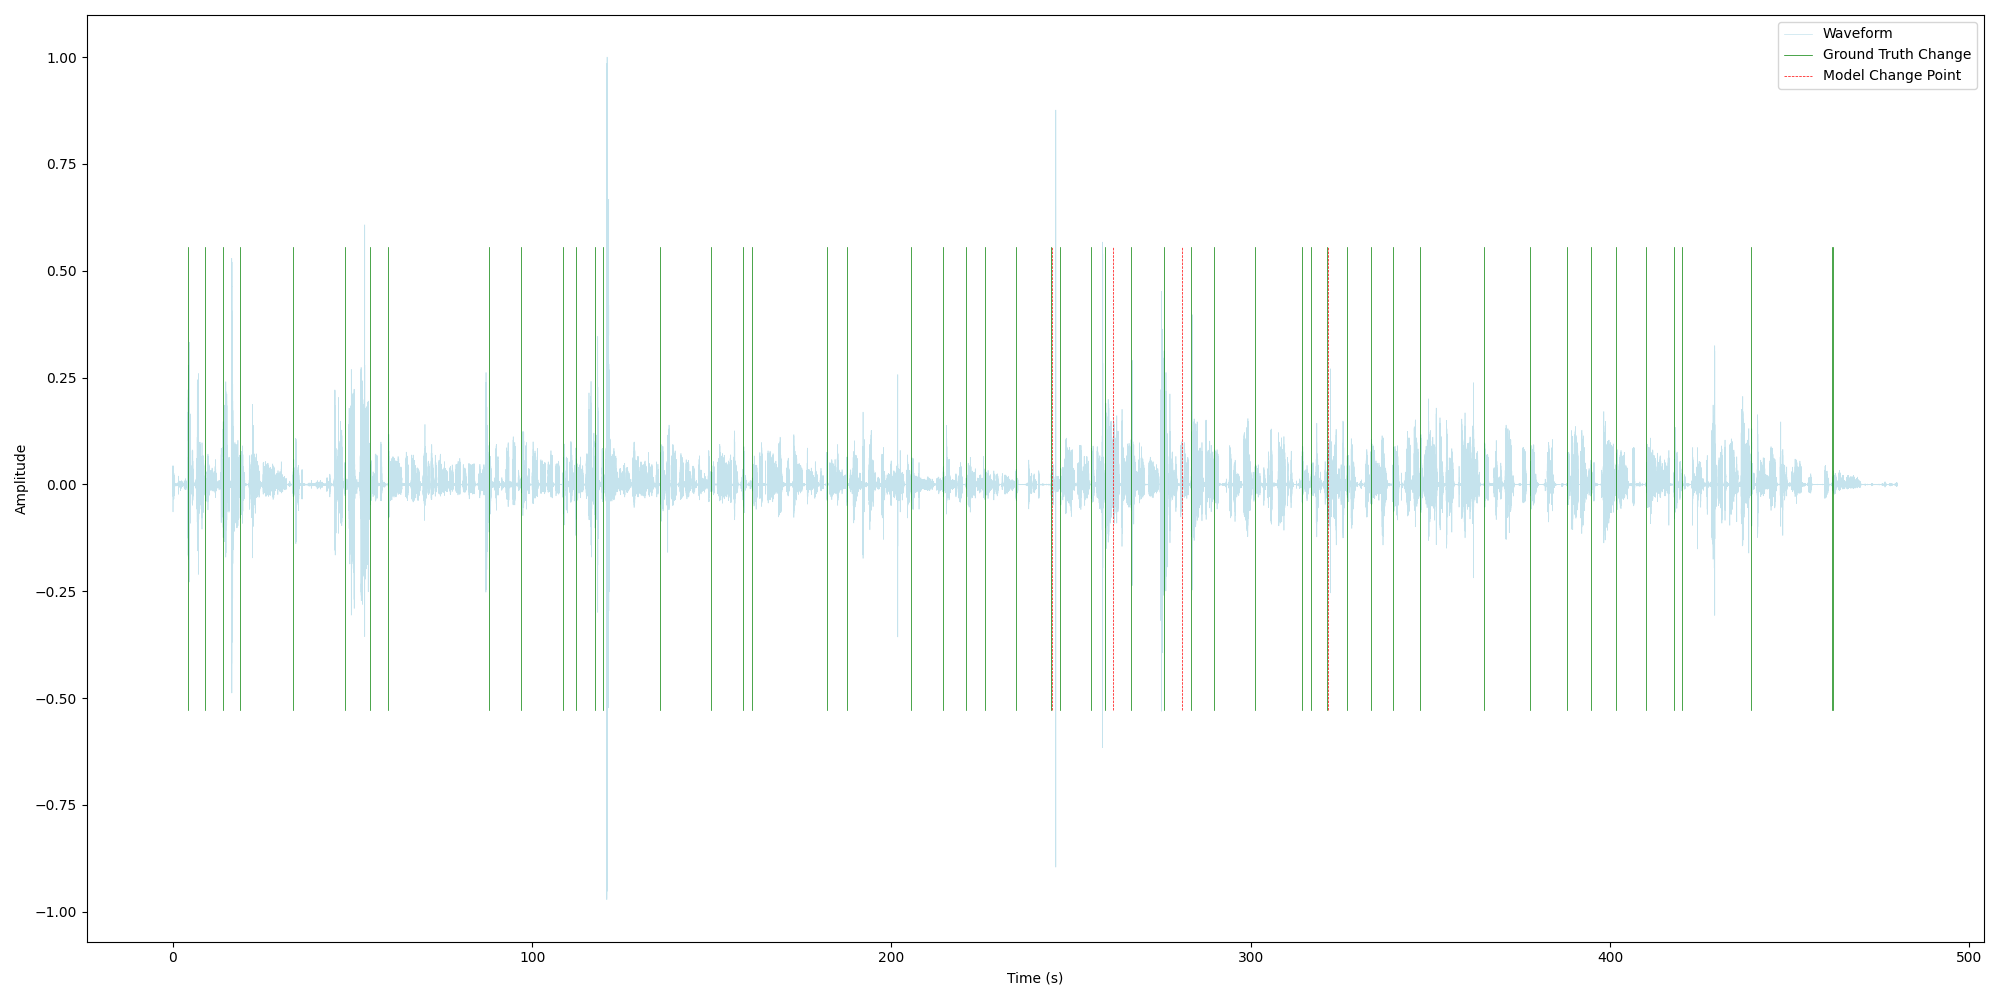 Waveform
Ground Truth Change
Model Change Point
1.00
0.75
0.50
0.25
0.00
−0.25
−0.50
−0.75
−1.00
Amplitude
0 100 200 300 400 500
Time (s)